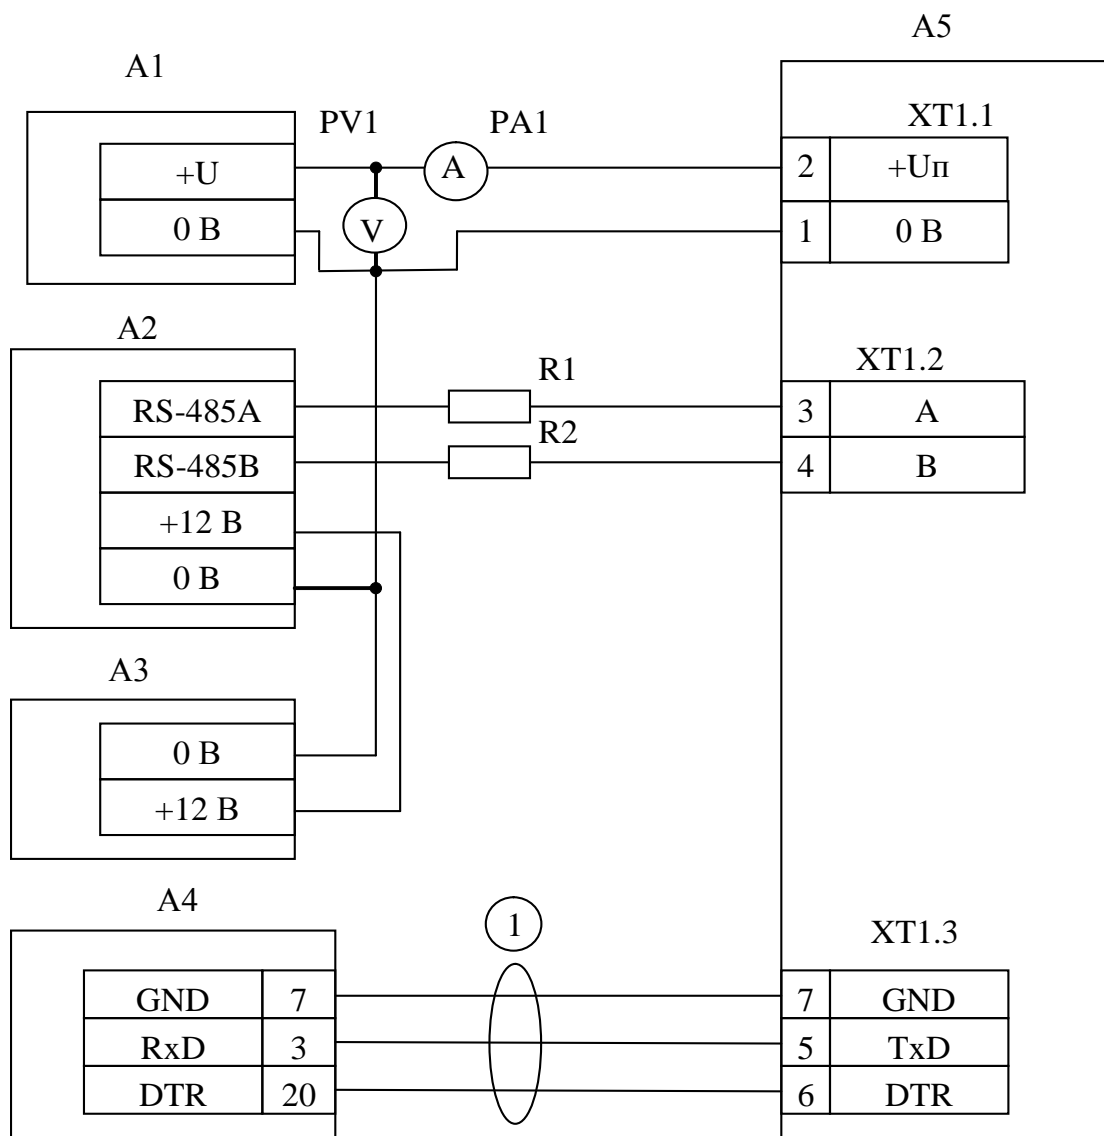 A5
A1
PV1 PA1 XT1.1
+U 2 +Uп
A
0 В V 1 0 В
A2
R1 XT1.2
RS-485A 3 A
R2
RS-485B 4 B
+12 В
0 В
A3
0 В
+12 В
A4 1
XT1.3
GND 7 7 GND
RxD 3 5 TxD
DTR 20 6 DTR